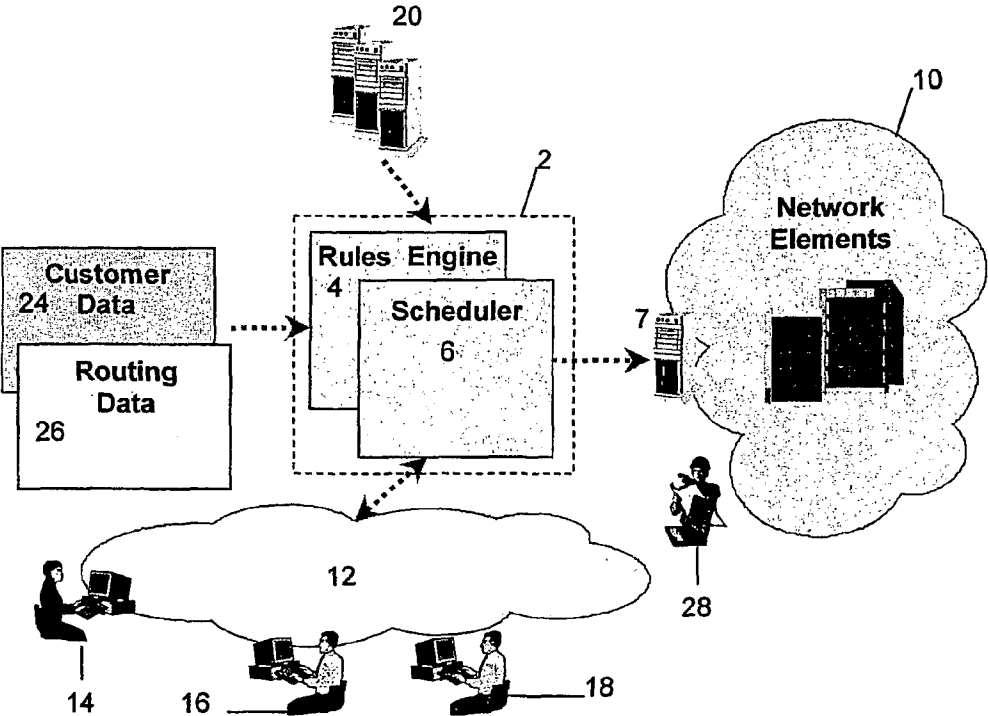 20
10
2
Network
Elements
Rules Engine
4
Customer
24 Data
Scheduler
6
7
Routing
Data
26
12
28
14
16
18